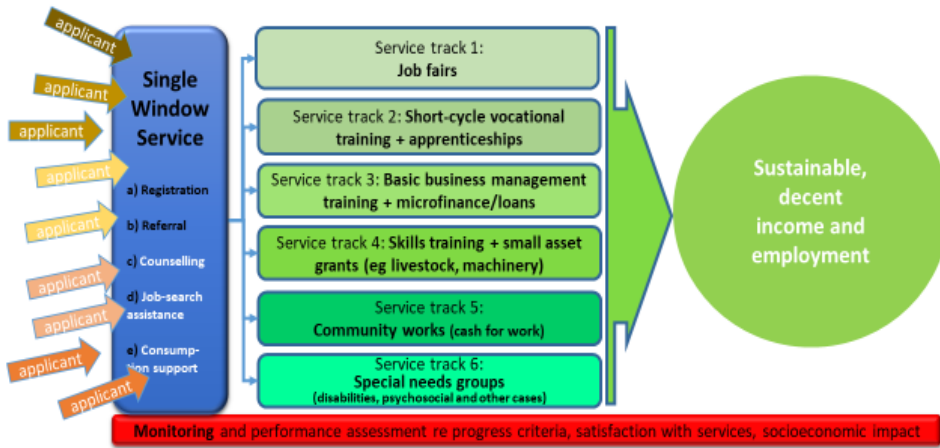 applicant
applicant
applicant
applicant
applicant
applicant
applicant
applicant
applicant
Single
Window
Service
a) Registration
b) Referral
c) Counselling
d) Job-search
assistance
e) Consump-
tion support
Service track 1:
Job fairs
Service track 2: Short-cycle vocational
training + apprenticeships
Service track 3: Basic business management
training + microfinance/loans
Service track 4: Skills training + small asset
grants (eg livestock, machinery)
Service track 5:
Community works (cash for work)
Service track 6:
Special needs groups
(disabilities, psychosocial and other cases)
Sustainable,
decent
income and
employment
Monitoring and performance assessment re progress criteria, satisfaction with services, socioeconomic impact